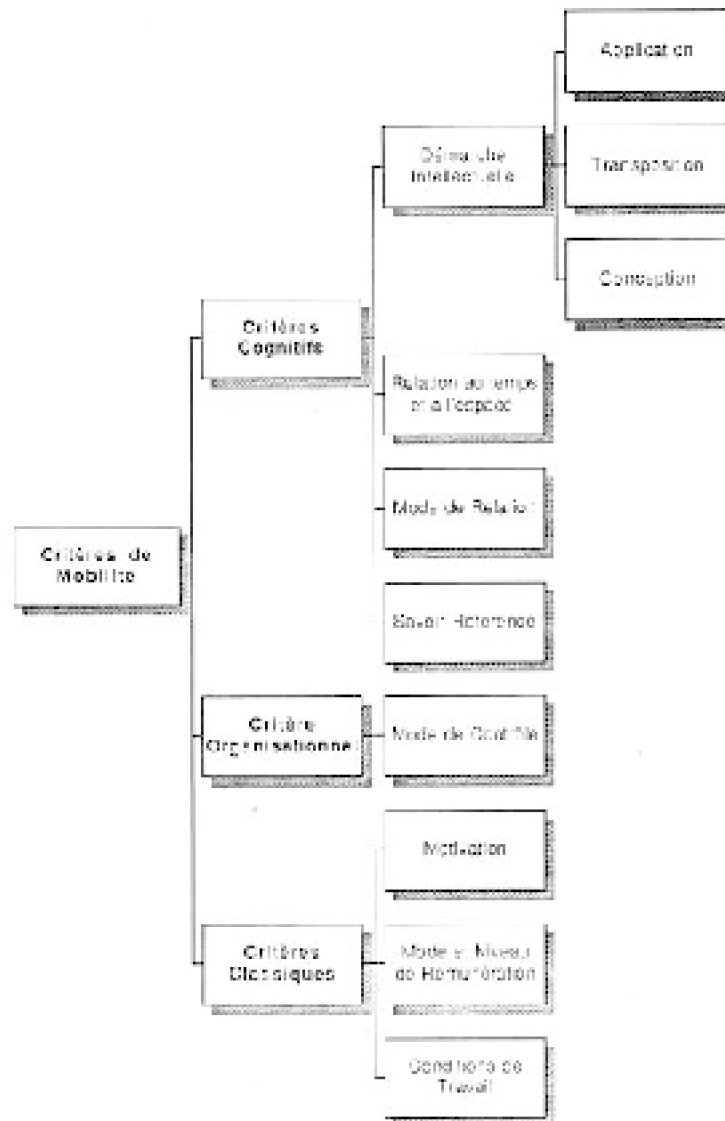 Application
Démarche
Intellectuelle
Transposition
Conception
Critères
Cognitifs
Relation au temps
et à l'espace
Mode de Relation
Critères de
Mobilité
Savoir Référence
Critère
Organisationnel
Mode de Contrôle
Motivation
Critères
Classiques
Mode et Niveau
de Rémunération
Conditions de
Travail